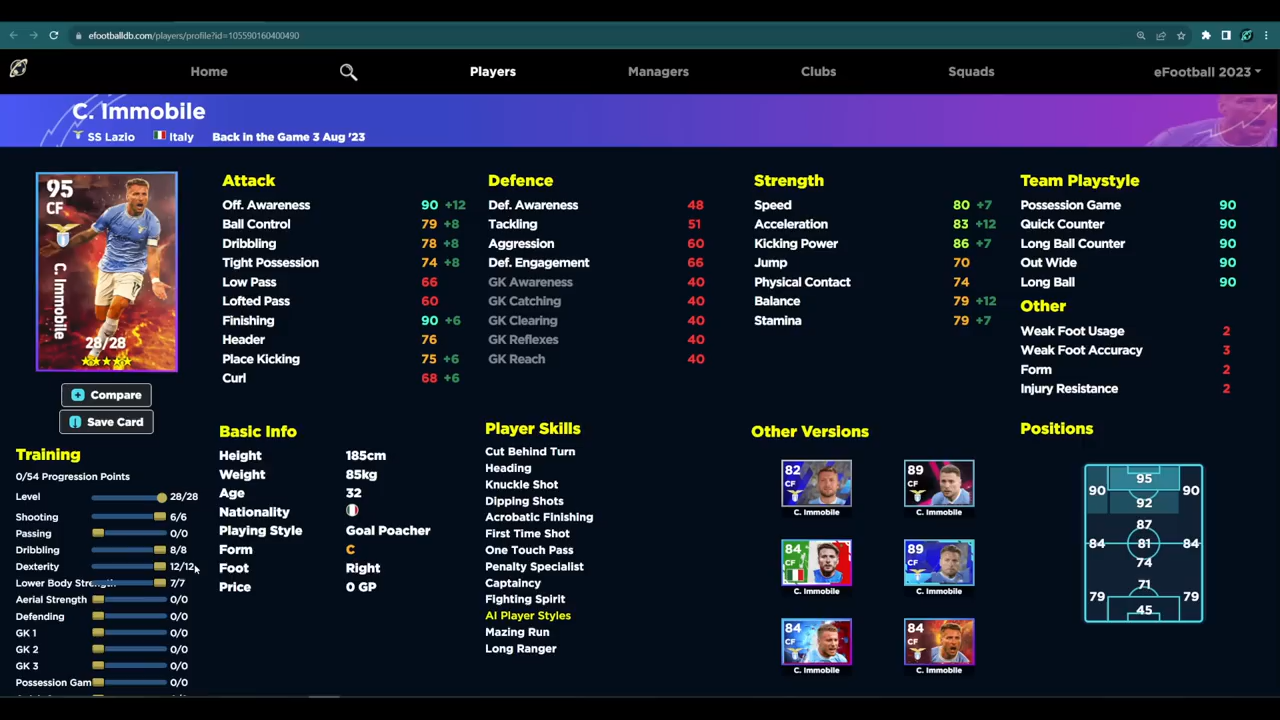 efootballdb.com/players/profile?id=105590160400490
Home
Players
Managers
Clubs
Squads
eFootball 2023
C. Immobile
SS Lazio Italy Back in the Game 3 Aug '23
95
CF
C. Immobile
28/28
Compare
Save Card
Training
0/54 Progression Points
Level 28/28
Shooting 6/6
Passing 0/0
Dribbling 8/8
Dexterity 12/12
Lower Body Strength 7/7
Aerial Strength 0/0
Defending 0/0
GK 1 0/0
GK 2 0/0
GK 3 0/0
Possession Gam 0/0
Attack
Off. Awareness 90 +12
Ball Control 79 +8
Dribbling 78 +8
Tight Possession 74 +8
Low Pass 66
Lofted Pass 60
Finishing 90 +6
Header 76
Place Kicking 75 +6
Curl 68 +6
Defence
Def. Awareness 48
Tackling 51
Aggression 60
Def. Engagement 66
GK Awareness 40
GK Catching 40
GK Clearing 40
GK Reflexes 40
GK Reach 40
Strength
Speed 80 +7
Acceleration 83 +12
Kicking Power 86 +7
Jump 70
Physical Contact 74
Balance 79 +12
Stamina 79 +7
Team Playstyle
Possession Game 90
Quick Counter 90
Long Ball Counter 90
Out Wide 90
Long Ball 90
Other
Weak Foot Usage 2
Weak Foot Accuracy 3
Form 2
Injury Resistance 2
Basic Info
Height 185cm
Weight 85kg
Age 32
Nationality
Playing Style Goal Poacher
Form C
Foot Right
Price 0 GP
Player Skills
Cut Behind Turn
Heading
Knuckle Shot
Dipping Shots
Acrobatic Finishing
First Time Shot
One Touch Pass
Penalty Specialist
Captaincy
Fighting Spirit
AI Player Styles
Mazing Run
Long Ranger
Other Versions
82 CF
C. Immobile
89 CF
C. Immobile
84 CF
C. Immobile
89 CF
C. Immobile
84 CF
C. Immobile
84 CF
C. Immobile
Positions
95
90 90
92
87
84 81 84
74
71
79 79
45